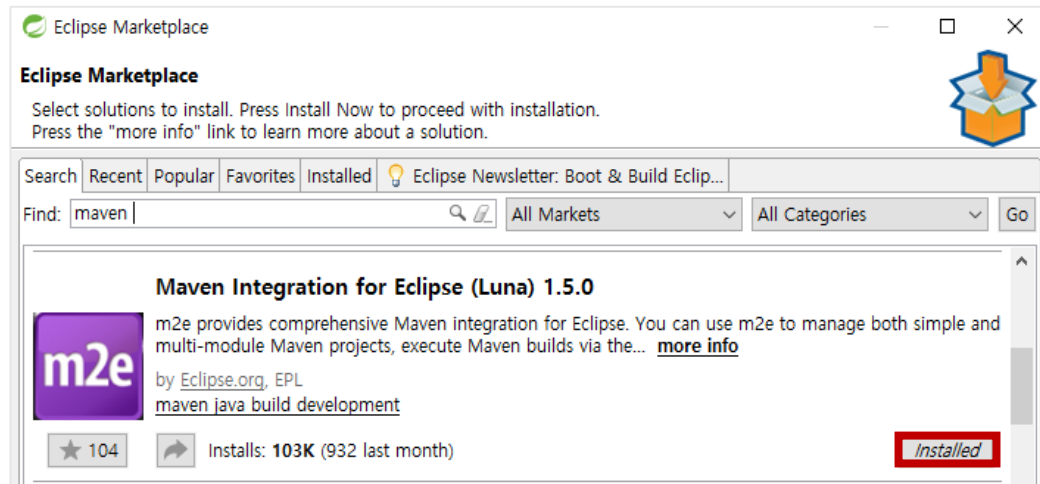 Eclipse Marketplace
Eclipse Marketplace
Select solutions to install. Press Install Now to proceed with installation.
Press the "more info" link to learn more about a solution.
Search Recent Popular Favorites Installed Eclipse Newsletter: Boot & Build Eclip...
Find: maven All Markets All Categories Go
Maven Integration for Eclipse (Luna) 1.5.0
m2e
m2e provides comprehensive Maven integration for Eclipse. You can use m2e to manage both simple and
multi-module Maven projects, execute Maven builds via the... more info
by Eclipse.org, EPL
maven java build development
104 Installs: 103K (932 last month) Installed